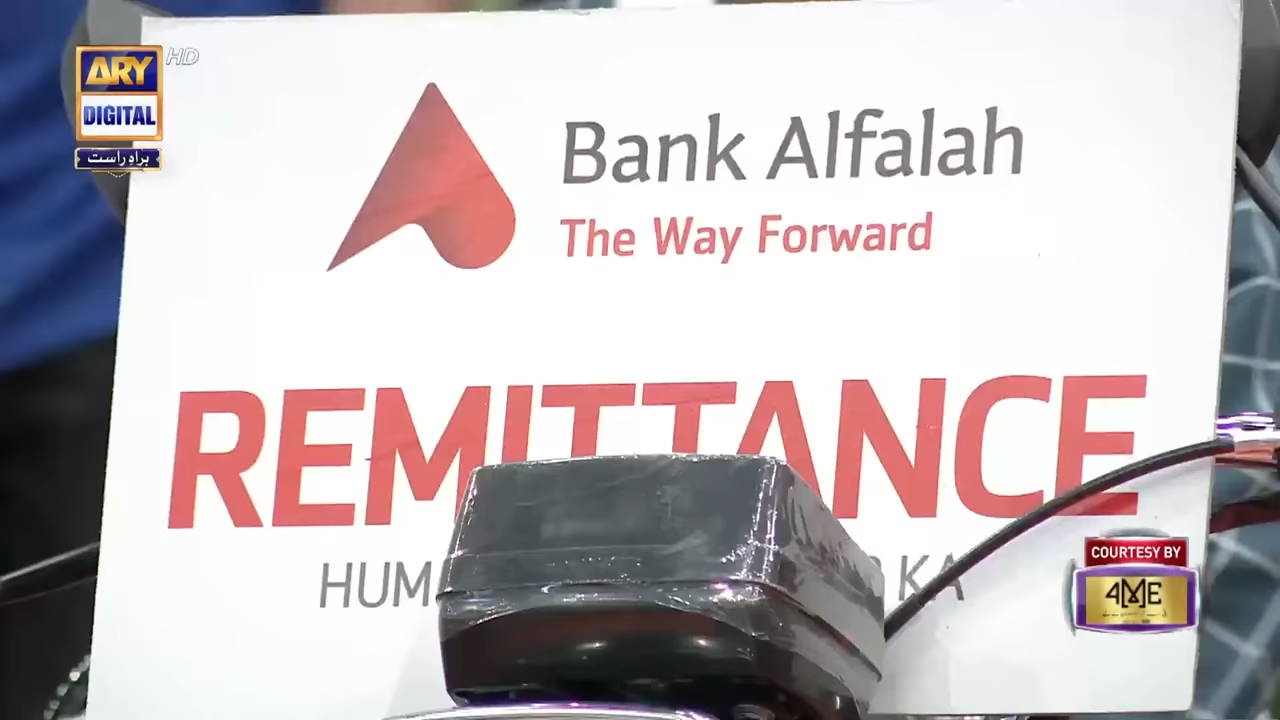 ARY
DIGITAL
HD
براہِ راست
Bank Alfalah
The Way Forward
REMITTANCE
HUM
KA
COURTESY BY
4ME